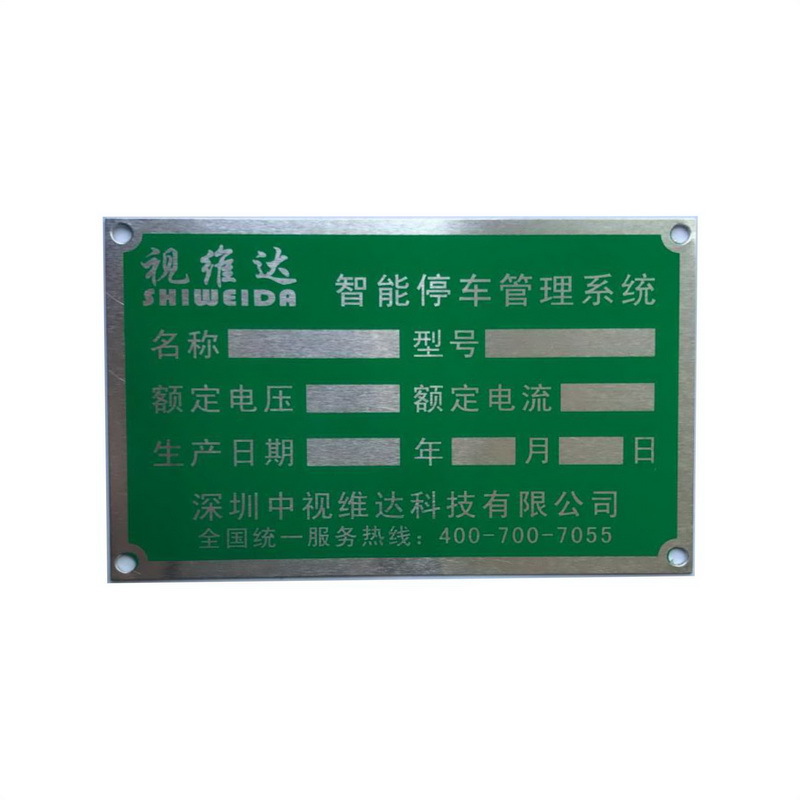 视维达
SHIWEIDA 智能停车管理系统
名称 型号
额定电压 额定电流
生产日期 年 月 日
深圳中视维达科技有限公司
全国统一服务热线：400-700-7055